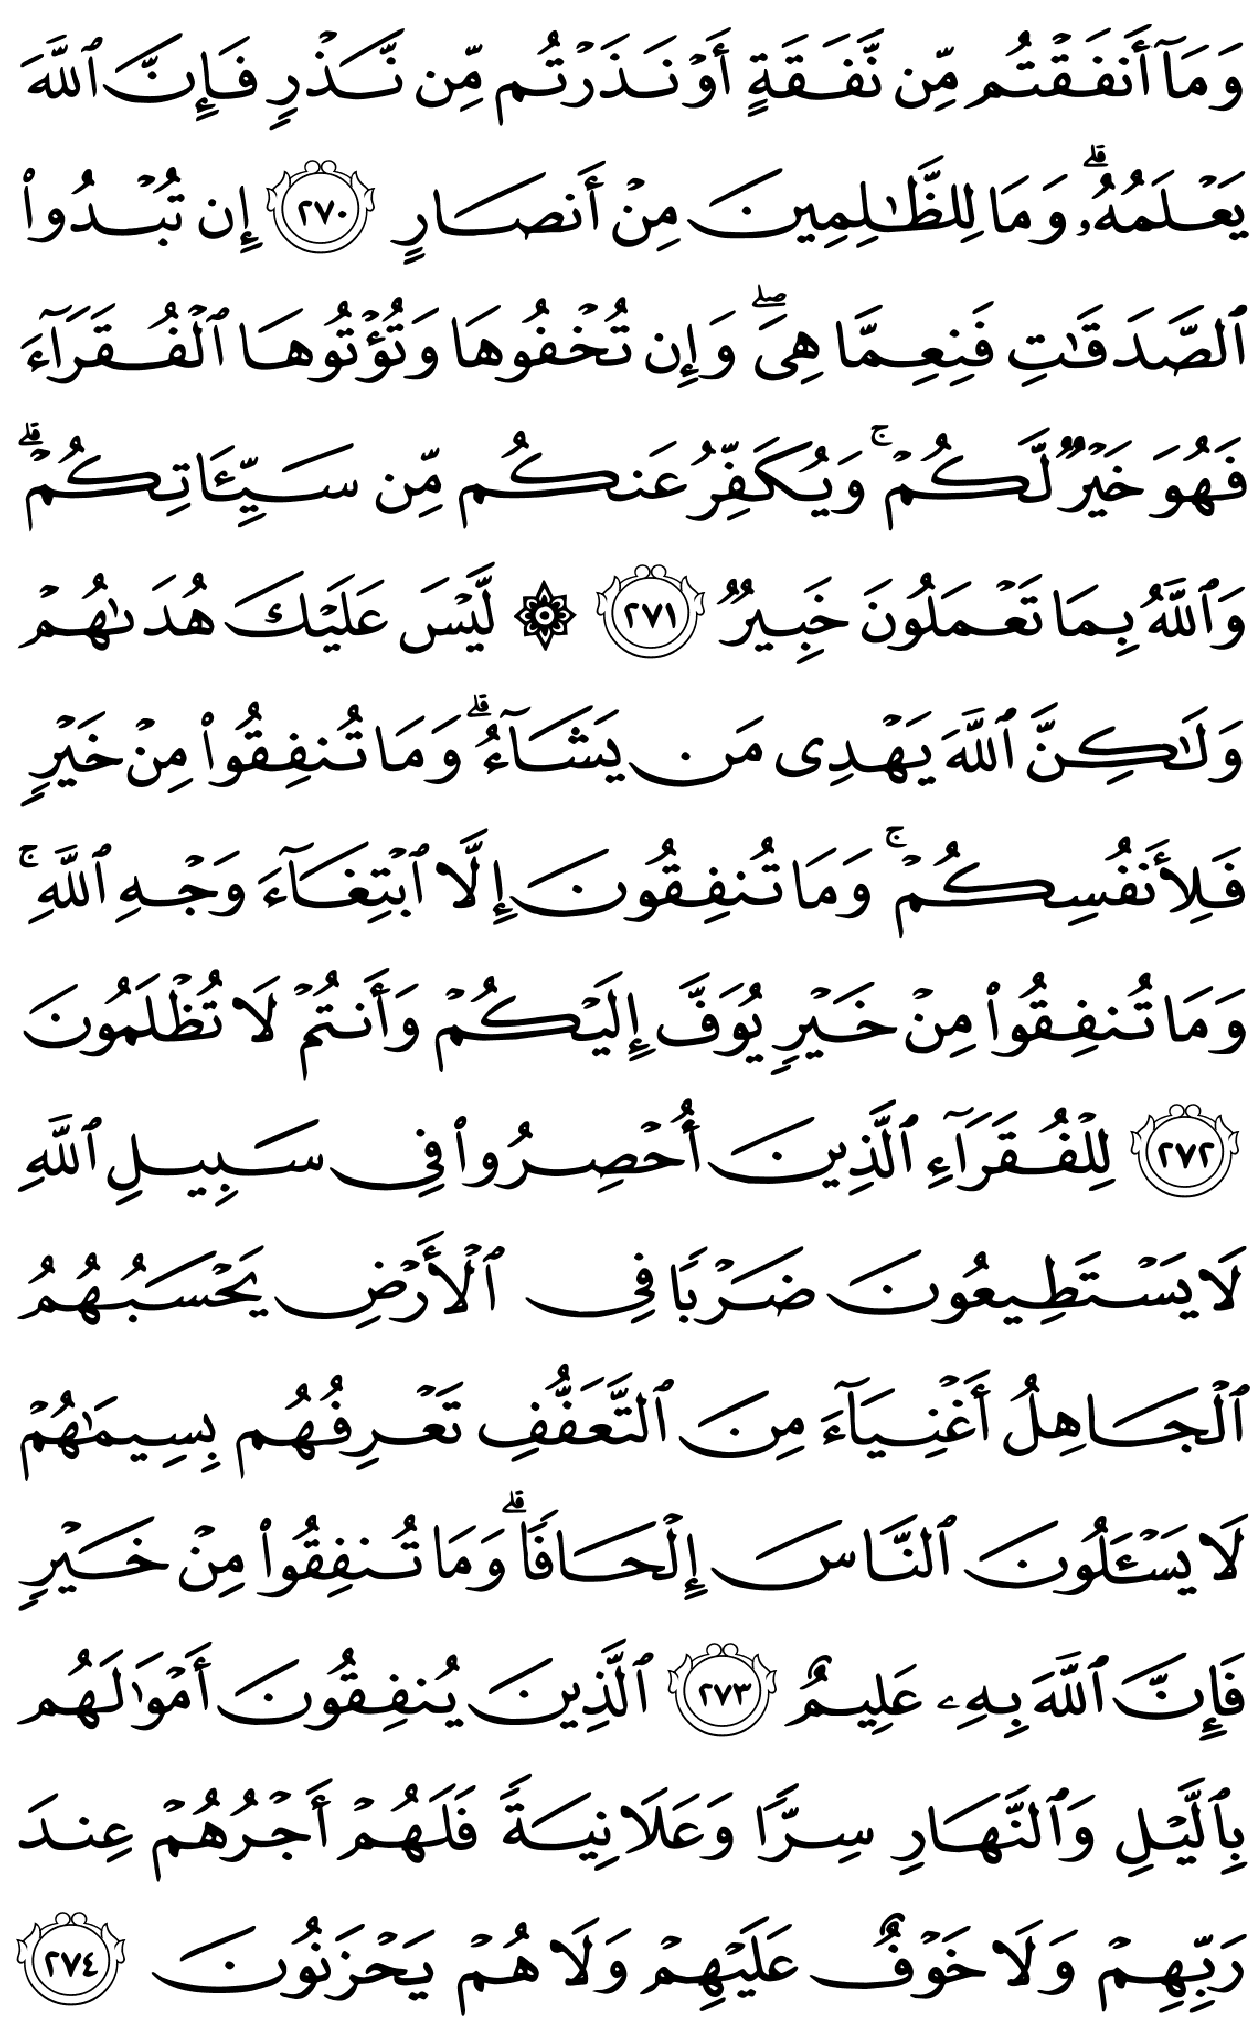 وَمَآ أَنفَقْتُم مِّن نَّفَقَةٍ أَوْ نَذَرْتُم مِّن نَّذْرٍ فَإِنَّ ٱللَّهَ
يَعْلَمُهُۥ ۗ وَمَا لِلظَّـٰلِمِينَ مِنْ أَنصَارٍ ٢٧٠ إِن تُبْدُوا۟
ٱلصَّدَقَـٰتِ فَنِعِمَّا هِىَ ۖ وَإِن تُخْفُوهَا وَتُؤْتُوهَا ٱلْفُقَرَآءَ
فَهُوَ خَيْرٌ لَّكُمْ ۚ وَيُكَفِّرُ عَنكُم مِّن سَيِّـَٔاتِكُمْ ۗ
وَٱللَّهُ بِمَا تَعْمَلُونَ خَبِيرٌ ٢٧١ ۞ لَّيْسَ عَلَيْكَ هُدَىٰهُمْ
وَلَـٰكِنَّ ٱللَّهَ يَهْدِى مَن يَشَآءُ ۗ وَمَا تُنفِقُوا۟ مِنْ خَيْرٍ
فَلِأَنفُسِكُمْ ۚ وَمَا تُنفِقُونَ إِلَّا ٱبْتِغَآءَ وَجْهِ ٱللَّهِ ۚ
وَمَا تُنفِقُوا۟ مِنْ خَيْرٍ يُوَفَّ إِلَيْكُمْ وَأَنتُمْ لَا تُظْلَمُونَ
٢٧٢ لِلْفُقَرَآءِ ٱلَّذِينَ أُحْصِرُوا۟ فِى سَبِيلِ ٱللَّهِ
لَا يَسْتَطِيعُونَ ضَرْبًا فِى ٱلْأَرْضِ يَحْسَبُهُمُ
ٱلْجَاهِلُ أَغْنِيَآءَ مِنَ ٱلتَّعَفُّفِ تَعْرِفُهُم بِسِيمَـٰهُمْ
لَا يَسْـَٔلُونَ ٱلنَّاسَ إِلْحَافًا ۗ وَمَا تُنفِقُوا۟ مِنْ خَيْرٍ
فَإِنَّ ٱللَّهَ بِهِۦ عَلِيمٌ ٢٧٣ ٱلَّذِينَ يُنفِقُونَ أَمْوَٰلَهُم
بِٱلَّيْلِ وَٱلنَّهَارِ سِرًّا وَعَلَانِيَةً فَلَهُمْ أَجْرُهُمْ عِندَ
رَبِّهِمْ وَلَا خَوْفٌ عَلَيْهِمْ وَلَا هُمْ يَحْزَنُونَ ٢٧٤